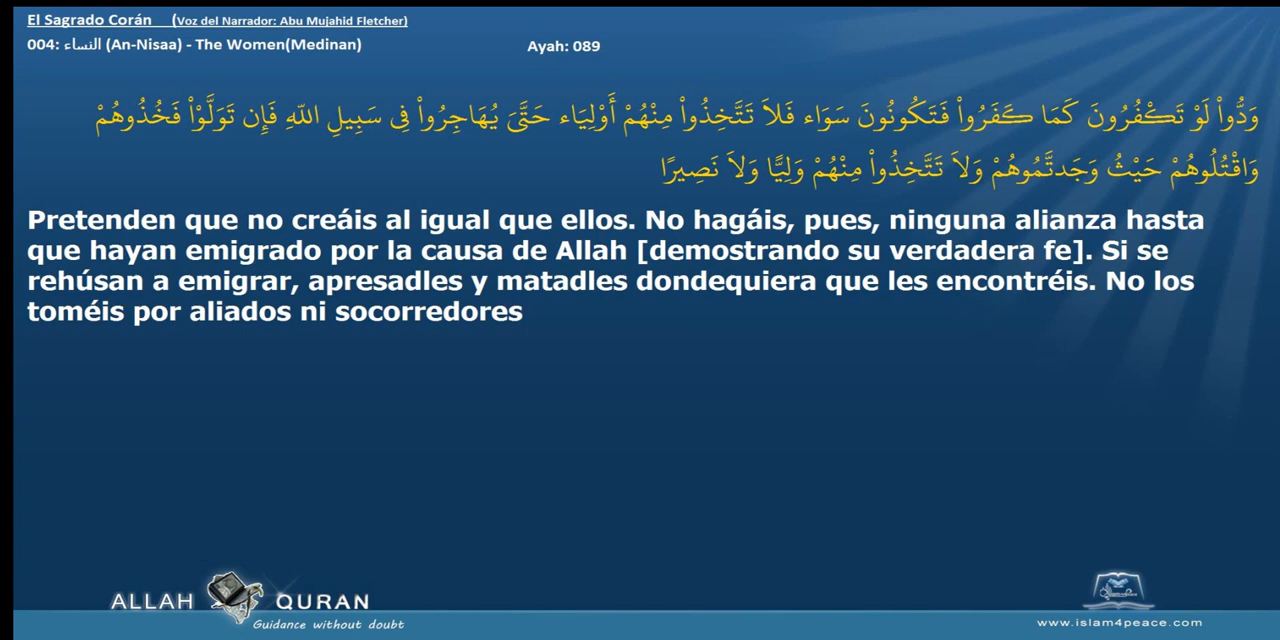 El Sagrado Corán (Voz del Narrador: Abu Mujahid Fletcher)
004: النساء (An-Nisaa) - The Women(Medinan) Ayah: 089
وَدُّواْ لَوْ تَكْفُرُونَ كَمَا كَفَرُواْ فَتَكُونُونَ سَوَاء فَلاَ تَتَّخِذُواْ مِنْهُمْ أَوْلِيَاء حَتَّىَ يُهَاجِرُواْ فِي سَبِيلِ اللّهِ فَإِن تَوَلَّوْاْ فَخُذُوهُمْ
وَاقْتُلُوهُمْ حَيْثُ وَجَدتَّمُوهُمْ وَلاَ تَتَّخِذُواْ مِنْهُمْ وَلِيًّا وَلاَ نَصِيرًا
Pretenden que no creáis al igual que ellos. No hagáis, pues, ninguna alianza hasta
que hayan emigrado por la causa de Allah [demostrando su verdadera fe]. Si se
rehúsan a emigrar, apresadles y matadles dondequiera que les encontréis. No los
toméis por aliados ni socorredores
ALLAH QURAN
Guidance without doubt
www.islam4peace.com